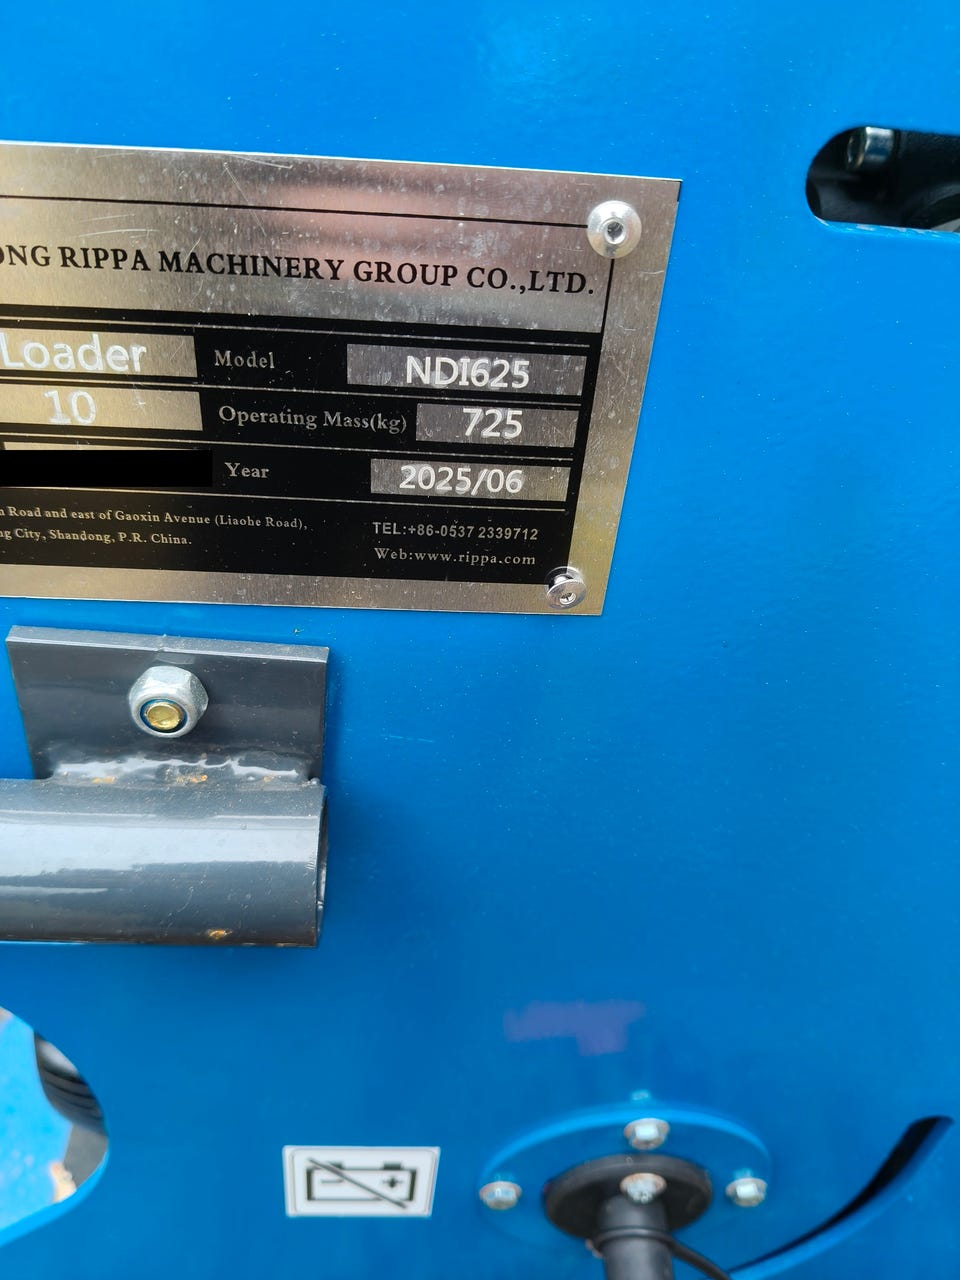 ONG RIPPA MACHINERY GROUP CO.,LTD.
Loader Model NDI625
10 Operating Mass(kg) 725
Year 2025/06
Road and east of Gaoxin Avenue (Liaohe Road),
City, Shandong, P.R. China.
TEL:+86-0537 2339712
Web:www.rippa.com